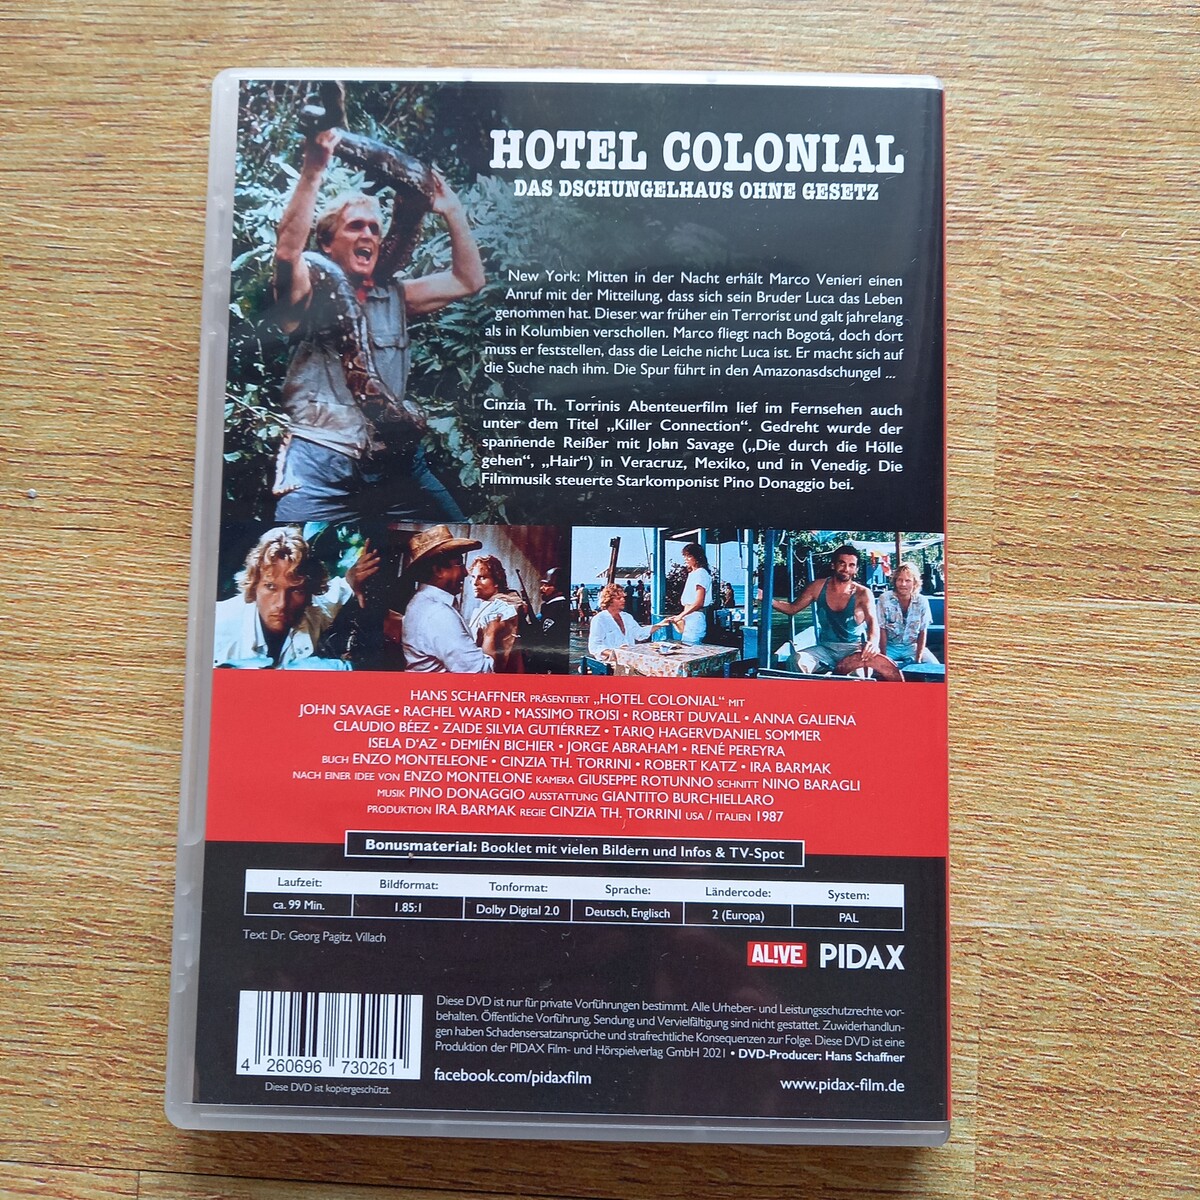 HOTEL COLONIAL
DAS DSCHUNGELHAUS OHNE GESETZ
New York: Mitten in der Nacht erhält Marco Venieri einen
Anruf mit der Mitteilung, dass sich sein Bruder Luca das Leben
genommen hat. Dieser war früher ein Terrorist und galt jahrelang
als in Kolumbien verschollen. Marco fliegt nach Bogotá, doch dort
muss er feststellen, dass die Leiche nicht Luca ist. Er macht sich auf
die Suche nach ihm. Die Spur führt in den Amazonasdschungel ...
Cinzia Th. Torrinis Abenteuerfilm lief im Fernsehen auch
unter dem Titel „Killer Connection“. Gedreht wurde der
spannende Reißer mit John Savage („Die durch die Hölle
gehen“, „Hair“) in Veracruz, Mexiko, und in Venedig. Die
Filmmusik steuerte Starkomponist Pino Donaggio bei.
HANS SCHAFFNER PRÄSENTIERT „HOTEL COLONIAL“ MIT
JOHN SAVAGE • RACHEL WARD • MASSIMO TROISI • ROBERT DUVALL • ANNA GALIENA
CLAUDIO BÉEZ • ZAIDE SILVIA GUTIÉRREZ • TARIQ HAGERVDANIEL SOMMER
ISELA D'AZ • DEMIÉN BICHIER • JORGE ABRAHAM • RENÉ PEREYRA
BUCH ENZO MONTELEONE • CINZIA TH. TORRINI • ROBERT KATZ • IRA BARMAK
NACH EINER IDEE VON ENZO MONTELONE KAMERA GIUSEPPE ROTUNNO SCHNITT NINO BARAGLI
MUSIK PINO DONAGGIO AUSSTATTUNG GIANTITO BURCHIELLARO
PRODUKTION IRA BARMAK REGIE CINZIA TH. TORRINI USA / ITALIEN 1987
Bonusmaterial: Booklet mit vielen Bildern und Infos & TV-Spot
Laufzeit: Bildformat: Tonformat: Sprache: Ländercode: System:
ca. 99 Min. 1.85:1 Dolby Digital 2.0 Deutsch, Englisch 2 (Europa) PAL
Text: Dr. Georg Pagitz, Villach
AL!VE PIDAX
Diese DVD ist nur für private Vorführungen bestimmt. Alle Urheber- und Leistungsschutzrechte vor-
behalten. Öffentliche Vorführung, Sendung und Vervielfältigung sind nicht gestattet. Zuwiderhandlun-
gen haben Schadensersatzansprüche und strafrechtliche Konsequenzen zur Folge. Diese DVD ist eine
Produktion der PIDAX Film- und Hörspielverlag GmbH 2021 • DVD-Producer: Hans Schaffner
4 260696 730261
Diese DVD ist kopiergeschützt.
facebook.com/pidaxfilm
www.pidax-film.de